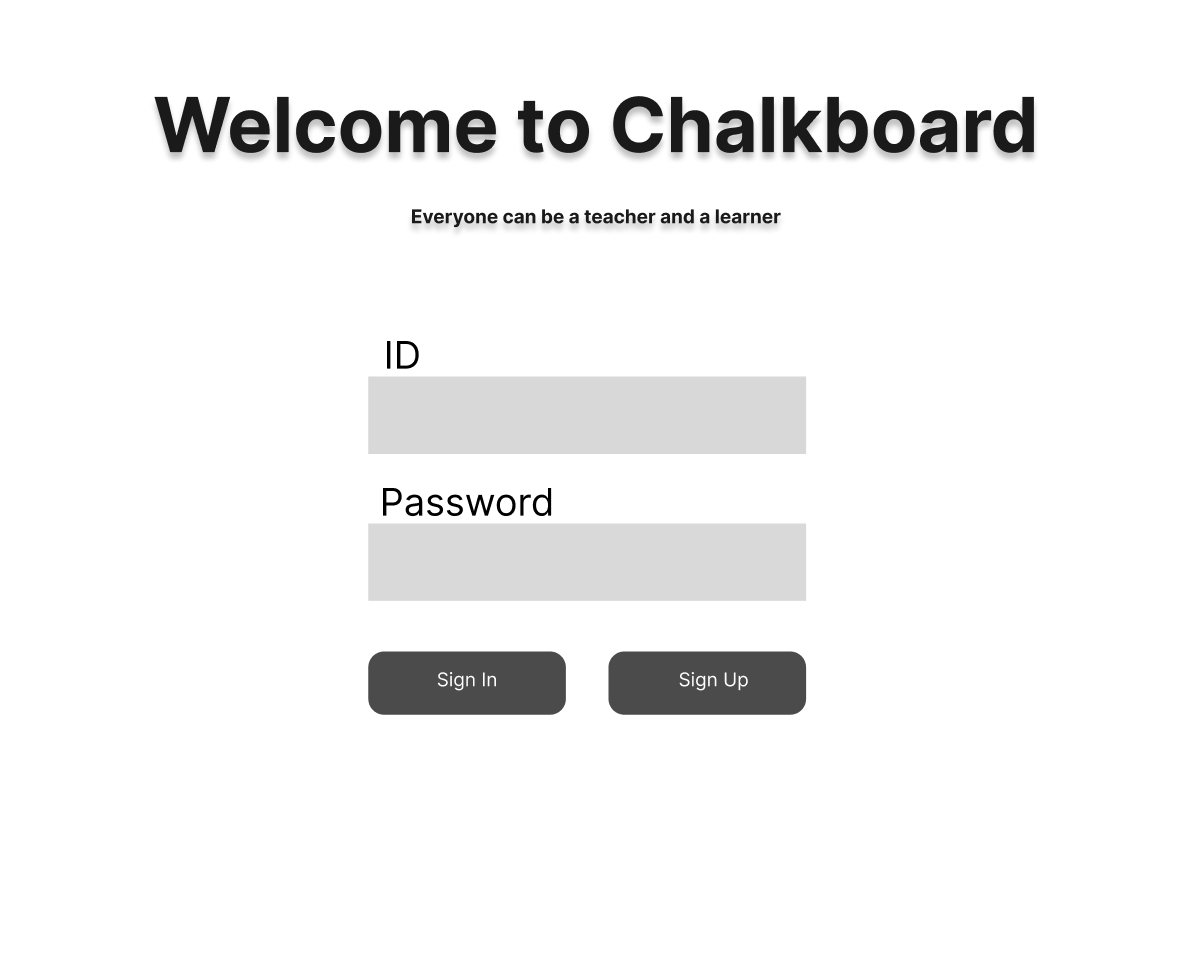 Welcome to Chalkboard
Everyone can be a teacher and a learner
ID
Password
Sign In
Sign Up